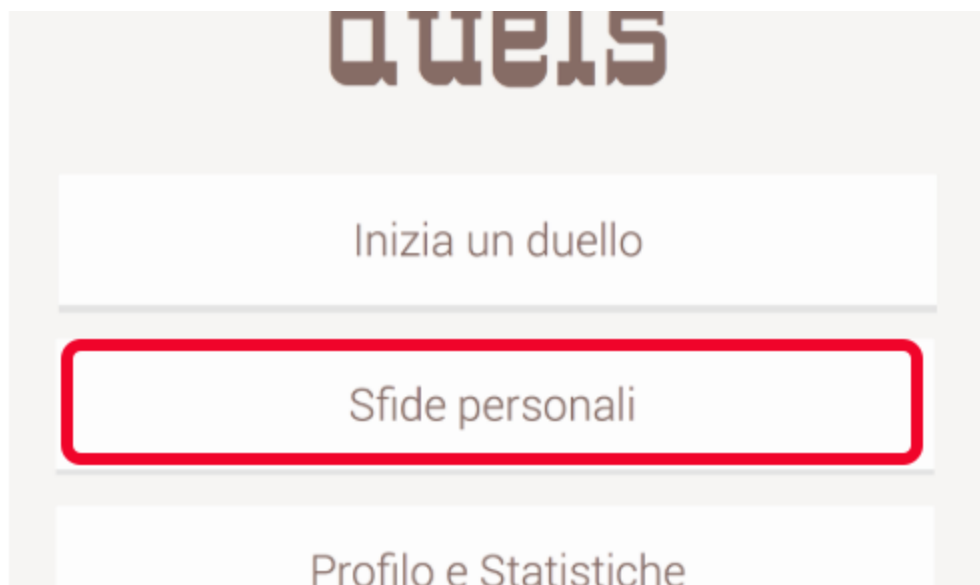 duels
Inizia un duello
Sfide personali
Profilo e Statistiche